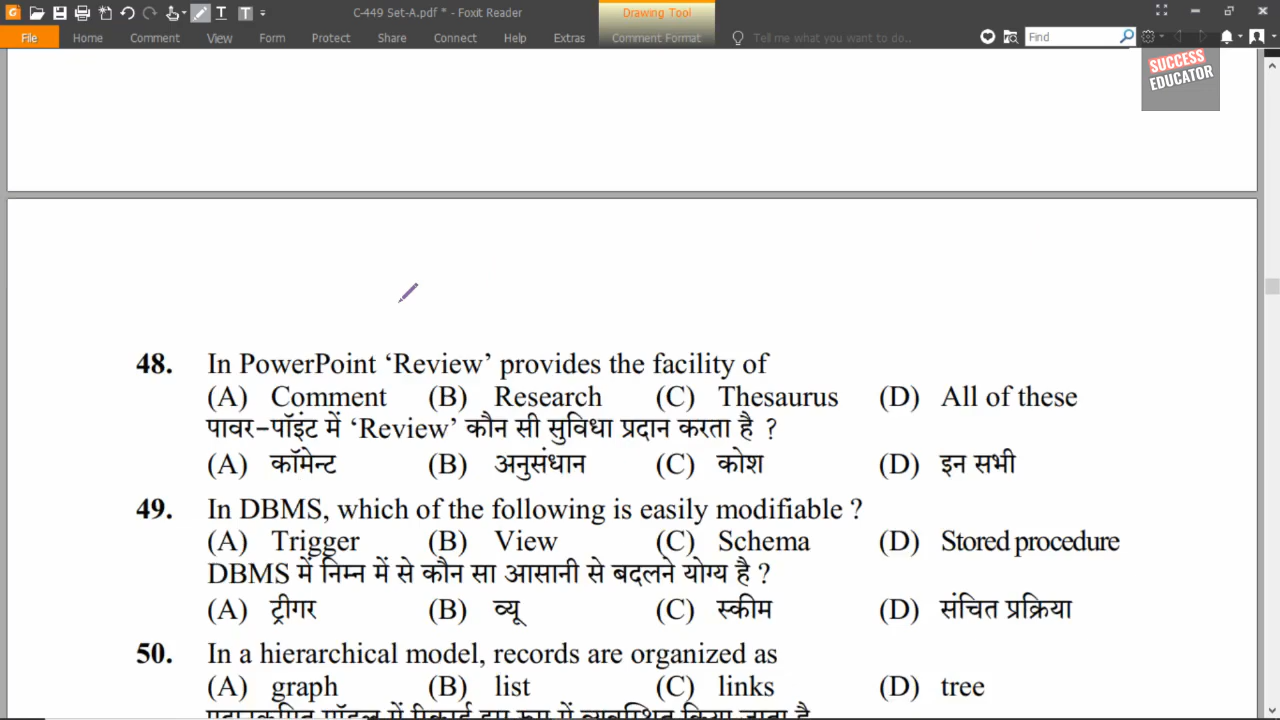 C-449 Set-A.pdf * - Foxit Reader
Drawing Tool
File Home Comment View Form Protect Share Connect Help Extras Comment Format Tell me what you want to do.. Find
SUCCESS
EDUCATOR
48. In PowerPoint ‘Review’ provides the facility of
(A) Comment (B) Research (C) Thesaurus (D) All of these
पावर-पॉइंट में ‘Review’ कौन सी सुविधा प्रदान करता है ?
(A) कॉमेन्ट (B) अनुसंधान (C) कोश (D) इन सभी
49. In DBMS, which of the following is easily modifiable ?
(A) Trigger (B) View (C) Schema (D) Stored procedure
DBMS में निम्न में से कौन सा आसानी से बदलने योग्य है ?
(A) ट्रीगर (B) व्यू (C) स्कीम (D) संचित प्रक्रिया
50. In a hierarchical model, records are organized as
(A) graph (B) list (C) links (D) tree